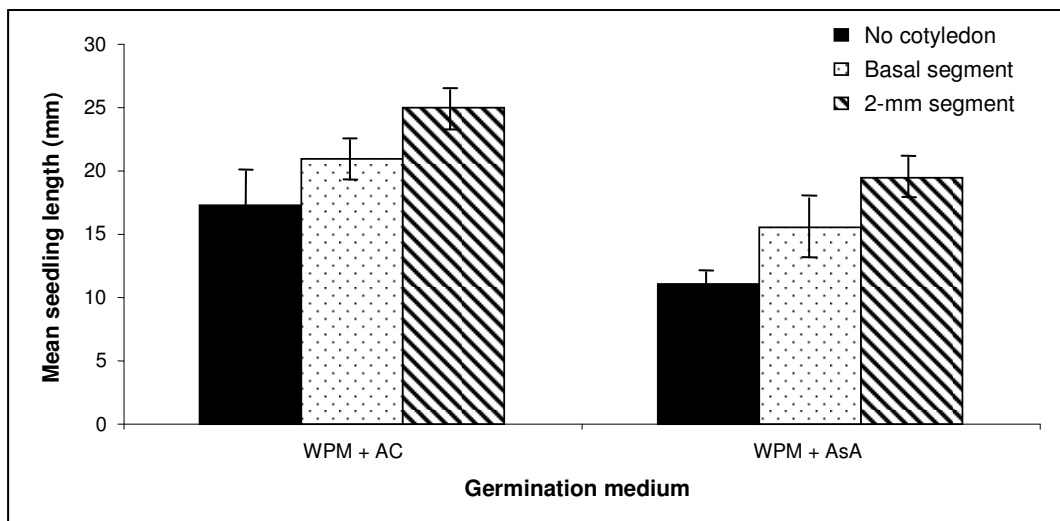 No cotyledon
Basal segment
2-mm segment
Mean seedling length (mm)
30
25
20
15
10
5
0
WPM + AC
WPM + AsA
Germination medium